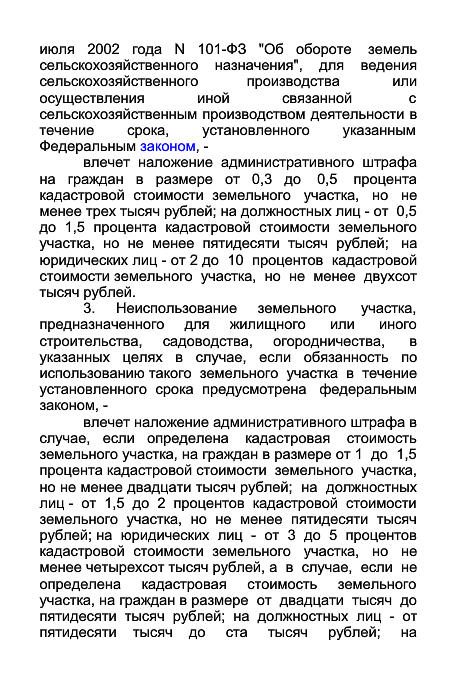 июля 2002 года N 101-ФЗ "Об обороте земель
сельскохозяйственного назначения", для ведения
сельскохозяйственного производства или
осуществления иной связанной с
сельскохозяйственным производством деятельности в
течение срока, установленного указанным
Федеральным законом, -
влечет наложение административного штрафа
на граждан в размере от 0,3 до 0,5 процента
кадастровой стоимости земельного участка, но не
менее трех тысяч рублей; на должностных лиц - от 0,5
до 1,5 процента кадастровой стоимости земельного
участка, но не менее пятидесяти тысяч рублей; на
юридических лиц - от 2 до 10 процентов кадастровой
стоимости земельного участка, но не менее двухсот
тысяч рублей.
3. Неиспользование земельного участка,
предназначенного для жилищного или иного
строительства, садоводства, огородничества, в
указанных целях в случае, если обязанность по
использованию такого земельного участка в течение
установленного срока предусмотрена федеральным
законом, -
влечет наложение административного штрафа в
случае, если определена кадастровая стоимость
земельного участка, на граждан в размере от 1 до 1,5
процента кадастровой стоимости земельного участка,
но не менее двадцати тысяч рублей; на должностных
лиц - от 1,5 до 2 процентов кадастровой стоимости
земельного участка, но не менее пятидесяти тысяч
рублей; на юридических лиц - от 3 до 5 процентов
кадастровой стоимости земельного участка, но не
менее четырехсот тысяч рублей, а в случае, если не
определена кадастровая стоимость земельного
участка, на граждан в размере от двадцати тысяч до
пятидесяти тысяч рублей; на должностных лиц - от
пятидесяти тысяч до ста тысяч рублей; на